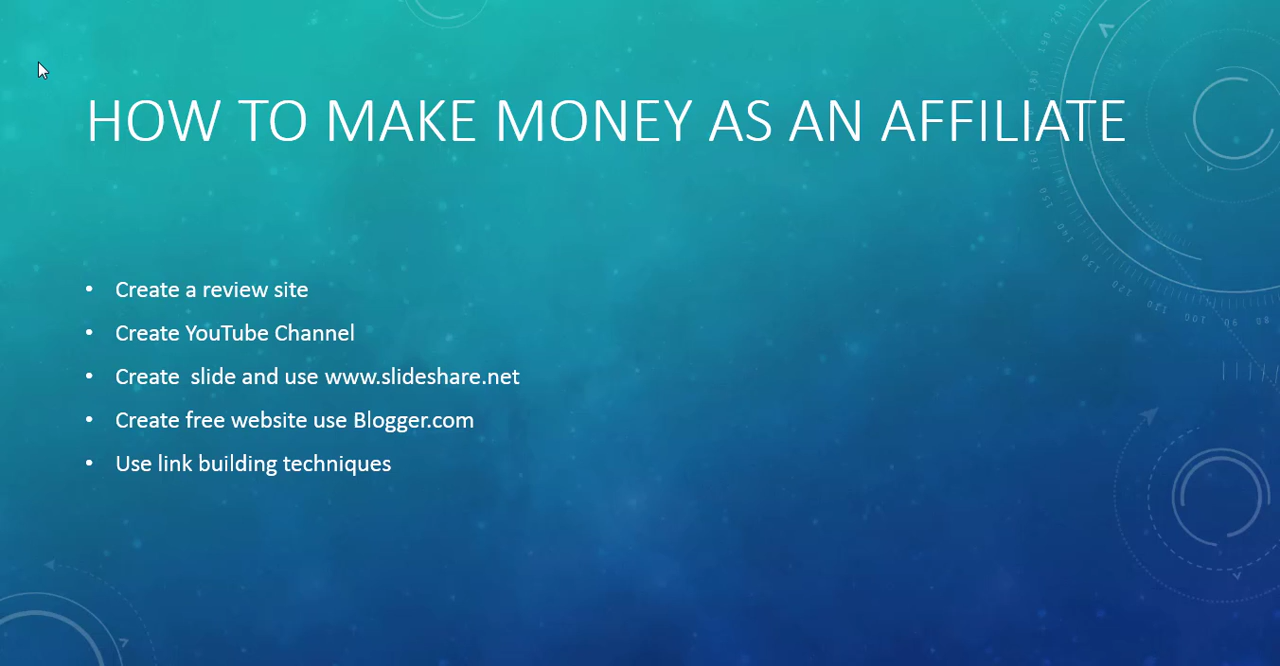 HOW TO MAKE MONEY AS AN AFFILIATE
• Create a review site
• Create YouTube Channel
• Create  slide and use www.slideshare.net
• Create free website use Blogger.com
• Use link building techniques